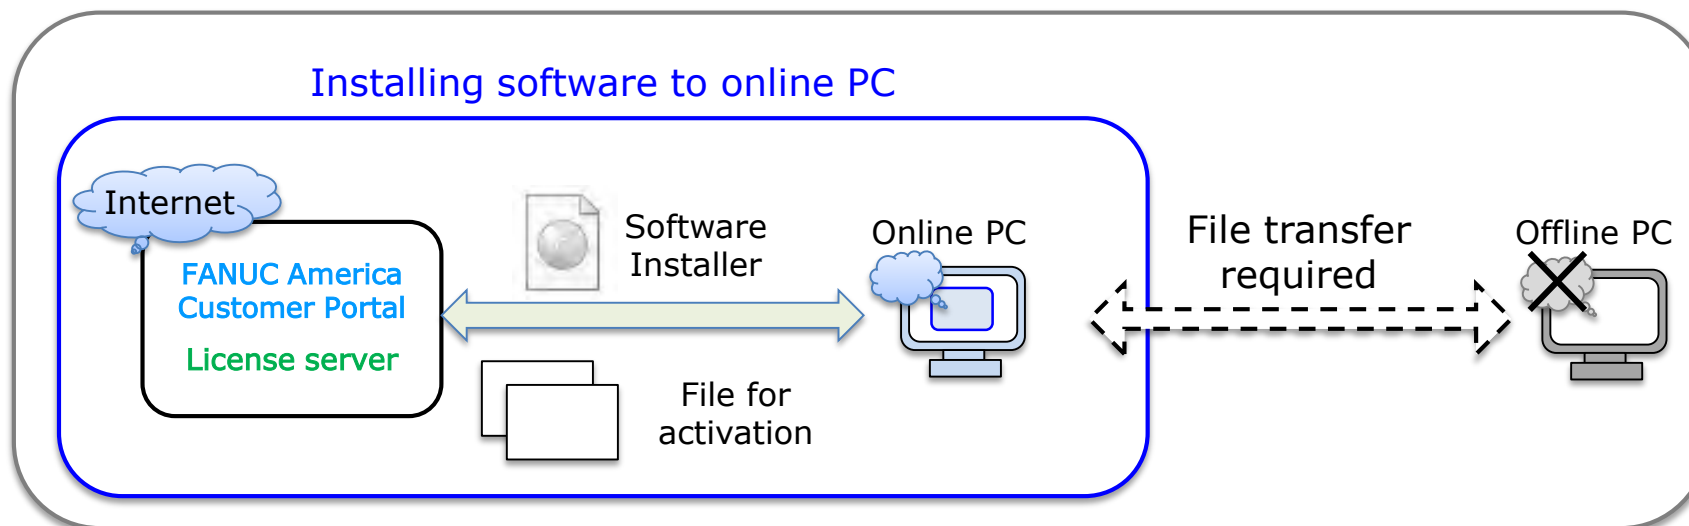 Installing software to online PC
Internet
FANUC America
Customer Portal
License server
Software
Installer
File for
activation
Online PC
File transfer
required
Offline PC